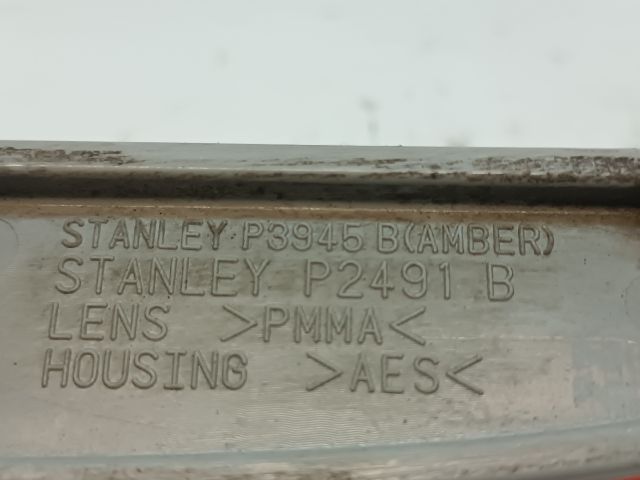 STANLEY P3945 B(AMBER)
STANLEY P2491 B
LENS >PMMA<
HOUSING >AES<